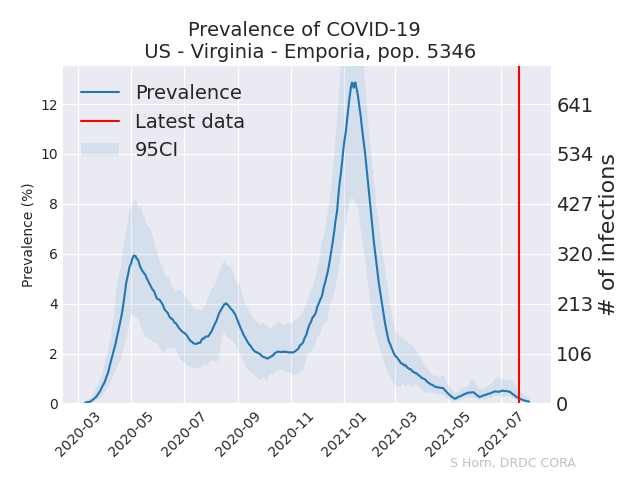 Prevalence of COVID-19
US - Virginia - Emporia, pop. 5346
Prevalence
Latest data
95CI
Prevalence (%)
12
10
8
6
4
2
0
641
534
427
320
213
106
0
# of infections
2020-03
2020-05
2020-07
2020-09
2020-11
2021-01
2021-03
2021-05
2021-07
S Horn, DRDC CORA